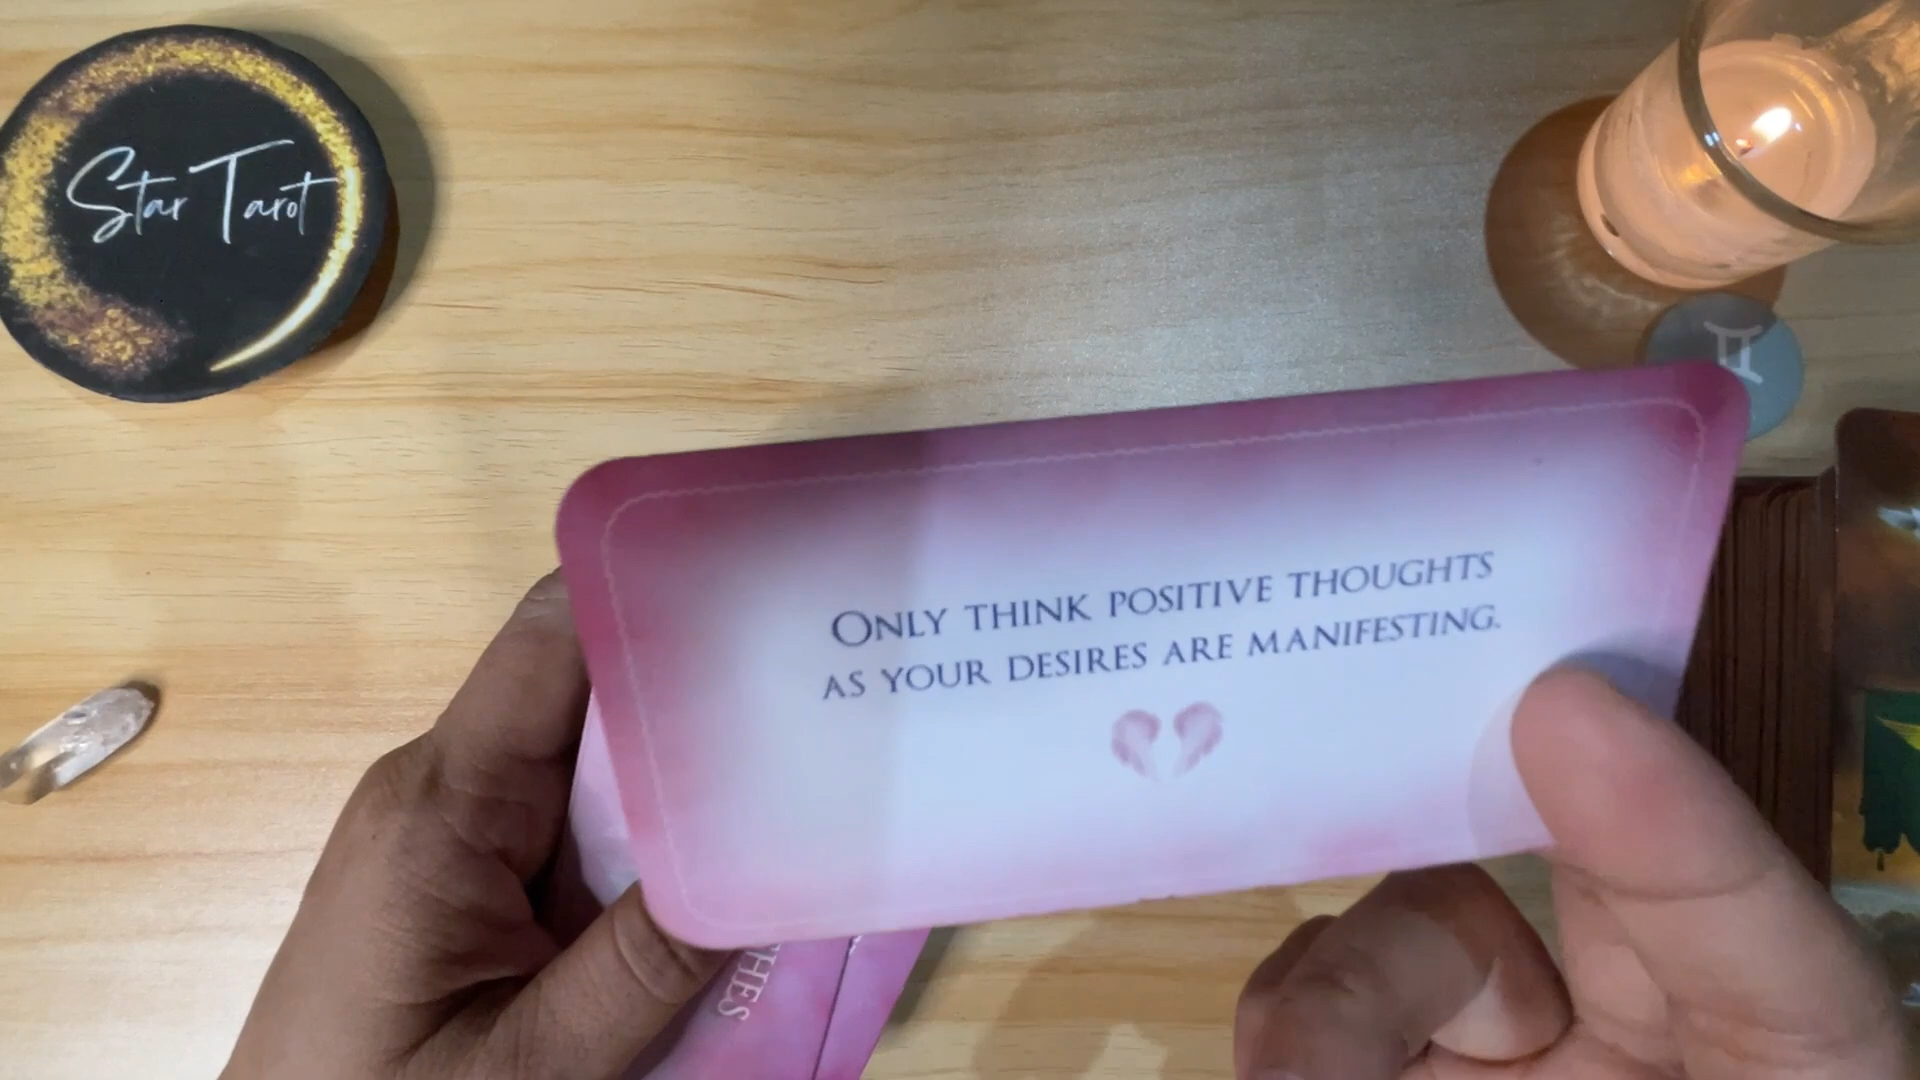 Star Tarot
ONLY THINK POSITIVE THOUGHTS
AS YOUR DESIRES ARE MANIFESTING.